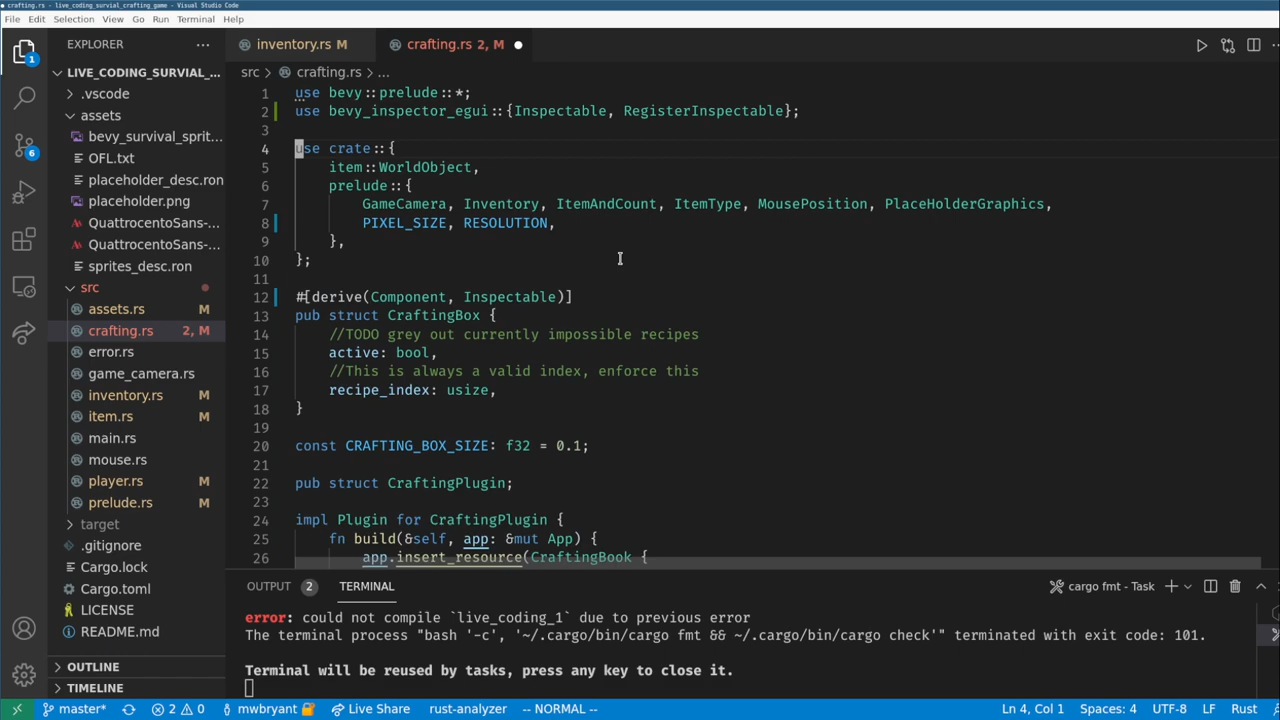 crafting.rs - live_coding_survial_crafting_game - Visual Studio Code
File Edit Selection View Go Run Terminal Help
EXPLORER
LIVE_CODING_SURVIAL_...
.vscode
assets
bevy_survival_sprit...
OFL.txt
placeholder_desc.ron
placeholder.png
QuattrocentoSans-...
QuattrocentoSans-...
sprites_desc.ron
src
assets.rs M
crafting.rs 2, M
error.rs
game_camera.rs
inventory.rs M
item.rs M
main.rs
mouse.rs
player.rs M
prelude.rs M
target
.gitignore
Cargo.lock
Cargo.toml
LICENSE
README.md
OUTLINE
TIMELINE
1
6
inventory.rs M crafting.rs 2, M
src > crafting.rs > ...
1 use bevy::prelude::*;
2 use bevy_inspector_egui::{Inspectable, RegisterInspectable};
3
4 use crate::{
5 item::WorldObject,
6 prelude::{
7 GameCamera, Inventory, ItemAndCount, ItemType, MousePosition, PlaceHolderGraphics,
8 PIXEL_SIZE, RESOLUTION,
9 },
10 };
11
12 #[derive(Component, Inspectable)]
13 pub struct CraftingBox {
14 //TODO grey out currently impossible recipes
15 active: bool,
16 //This is always a valid index, enforce this
17 recipe_index: usize,
18 }
19
20 const CRAFTING_BOX_SIZE: f32 = 0.1;
21
22 pub struct CraftingPlugin;
23
24 impl Plugin for CraftingPlugin {
25 fn build(&self, app: &mut App) {
26 app.insert_resource(CraftingBook {
OUTPUT 2 TERMINAL cargo fmt - Task
error: could not compile `live_coding_1` due to previous error
The terminal process "bash '-c', '~/.cargo/bin/cargo fmt && ~/.cargo/bin/cargo check'" terminated with exit code: 101.
Terminal will be reused by tasks, press any key to close it.
master* 2 0 mwbryant Live Share rust-analyzer -- NORMAL -- Ln 4, Col 1 Spaces: 4 UTF-8 LF Rust